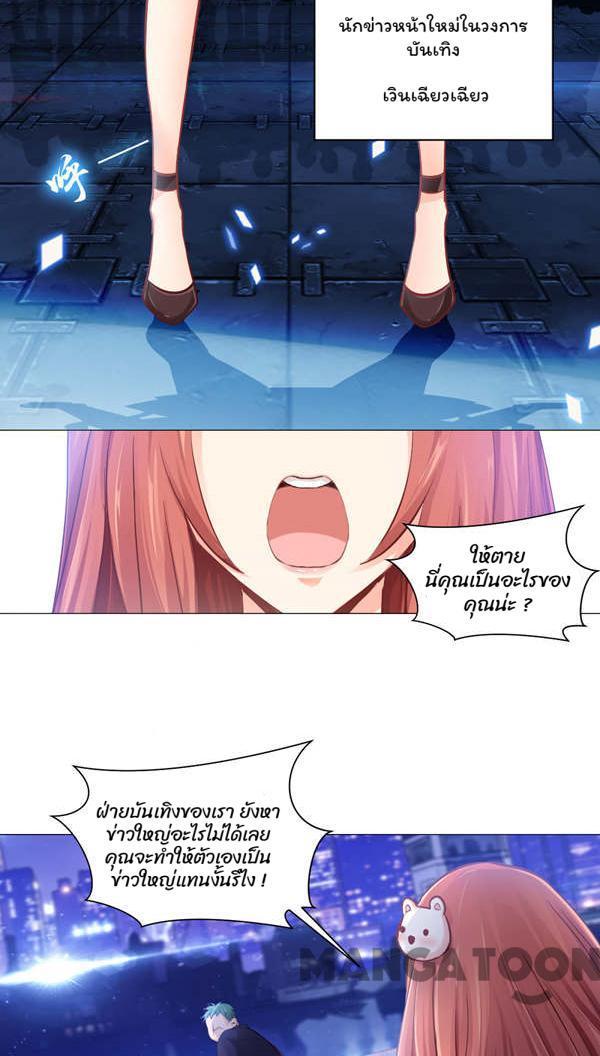 นักข่าวหน้าใหม่ในวงการ
บันเทิง
เวินเฉียวเฉียว
ให้ตาย
นี่คุณเป็นอะไรของ
คุณน่ะ ?
ฝ่ายบันเทิงของเรา ยังหา
ข่าวใหญ่อะไรไม่ได้เลย
คุณจะทำให้ตัวเองเป็น
ข่าวใหญ่แทนงั้นรึไง !
MANGA TOON